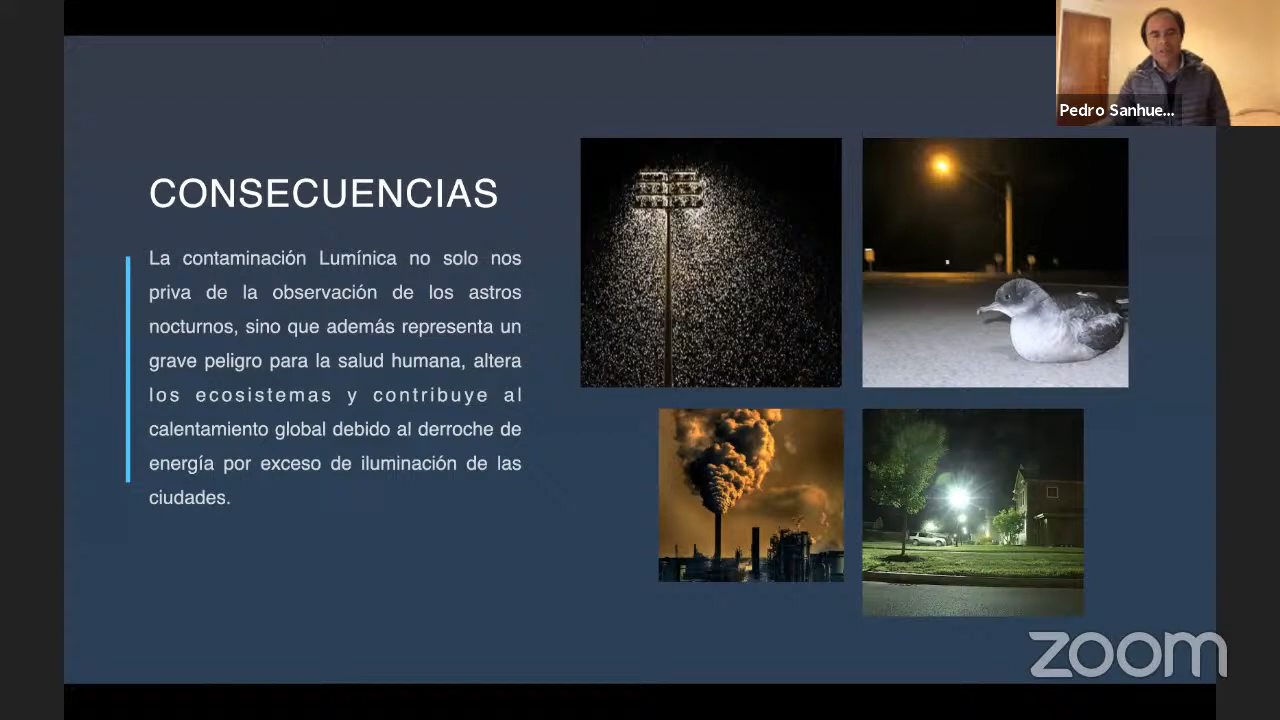 Pedro Sanhue...
CONSECUENCIAS
La contaminación Lumínica no solo nos
priva de la observación de los astros
nocturnos, sino que además representa un
grave peligro para la salud humana, altera
los ecosistemas y contribuye al
calentamiento global debido al derroche de
energía por exceso de iluminación de las
ciudades.
zoom